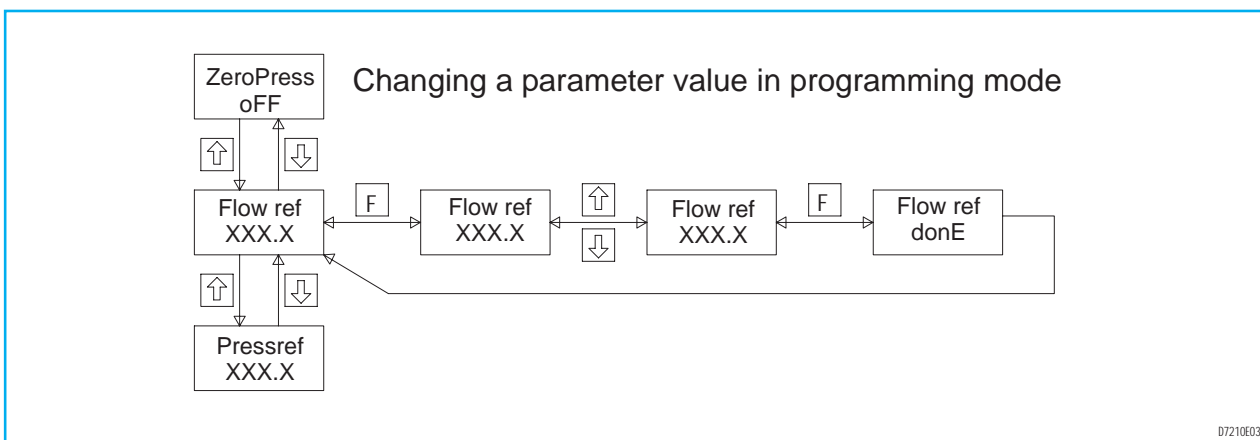 Changing a parameter value in programming mode
ZeroPress
oFF
⇧
⇩
Flow ref
XXX.X
F
Flow ref
XXX.X
⇧
⇩
Flow ref
XXX.X
F
Flow ref
donE
⇧
⇩
Pressref
XXX.X
D7210E03